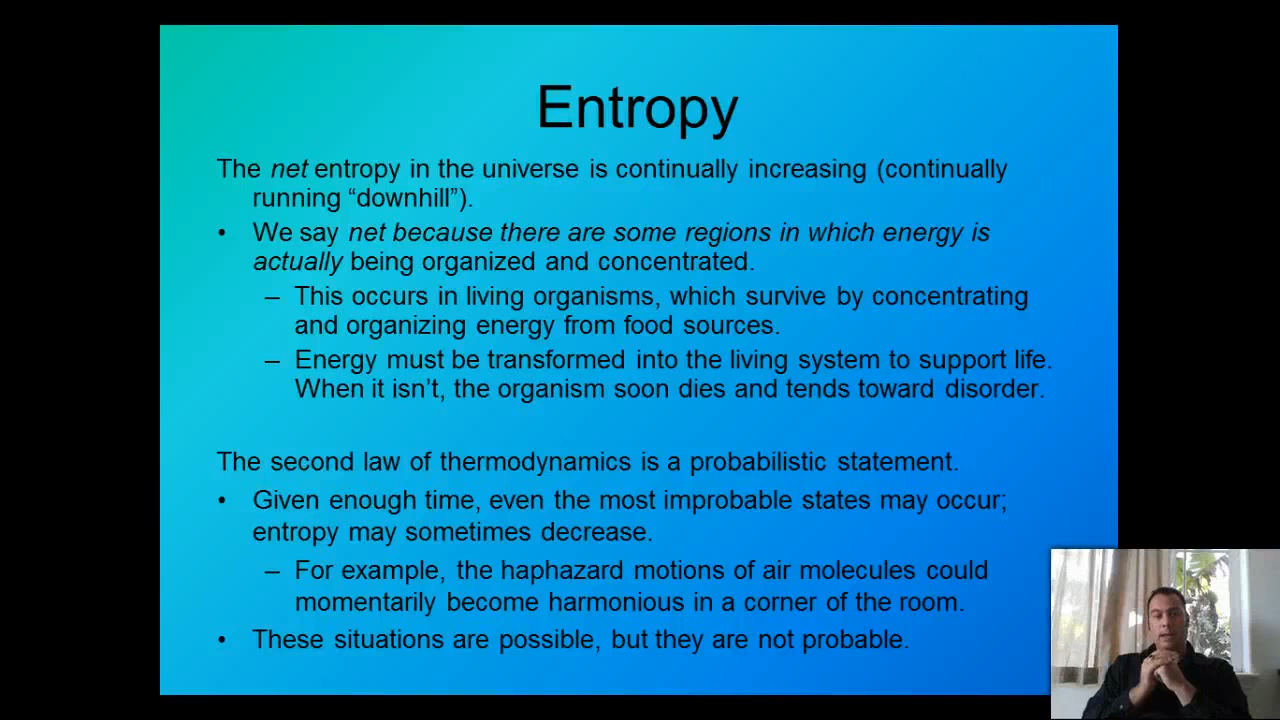 Entropy
The net entropy in the universe is continually increasing (continually
running “downhill”).
• We say net because there are some regions in which energy is
actually being organized and concentrated.
– This occurs in living organisms, which survive by concentrating
and organizing energy from food sources.
– Energy must be transformed into the living system to support life.
When it isn’t, the organism soon dies and tends toward disorder.
The second law of thermodynamics is a probabilistic statement.
• Given enough time, even the most improbable states may occur;
entropy may sometimes decrease.
– For example, the haphazard motions of air molecules could
momentarily become harmonious in a corner of the room.
• These situations are possible, but they are not probable.